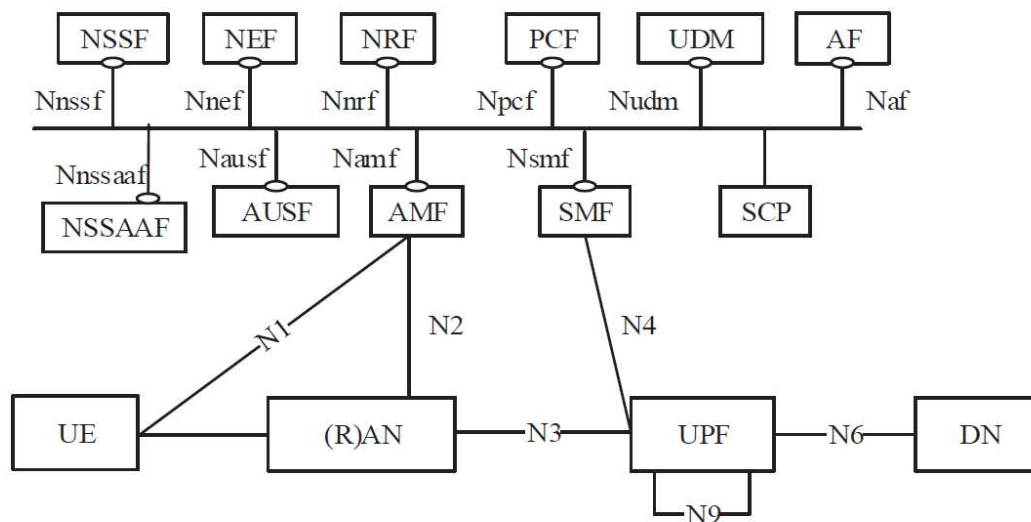 NSSF NEF NRF PCF UDM AF
Nnssf Nnef Nnrf Npcf Nudm Naf
Nnssaaf Nausf Namf Nsmf
NSSAAF AUSF AMF SMF SCP
N1 N2 N4
UE (R)AN N3 UPF N6 DN
N9